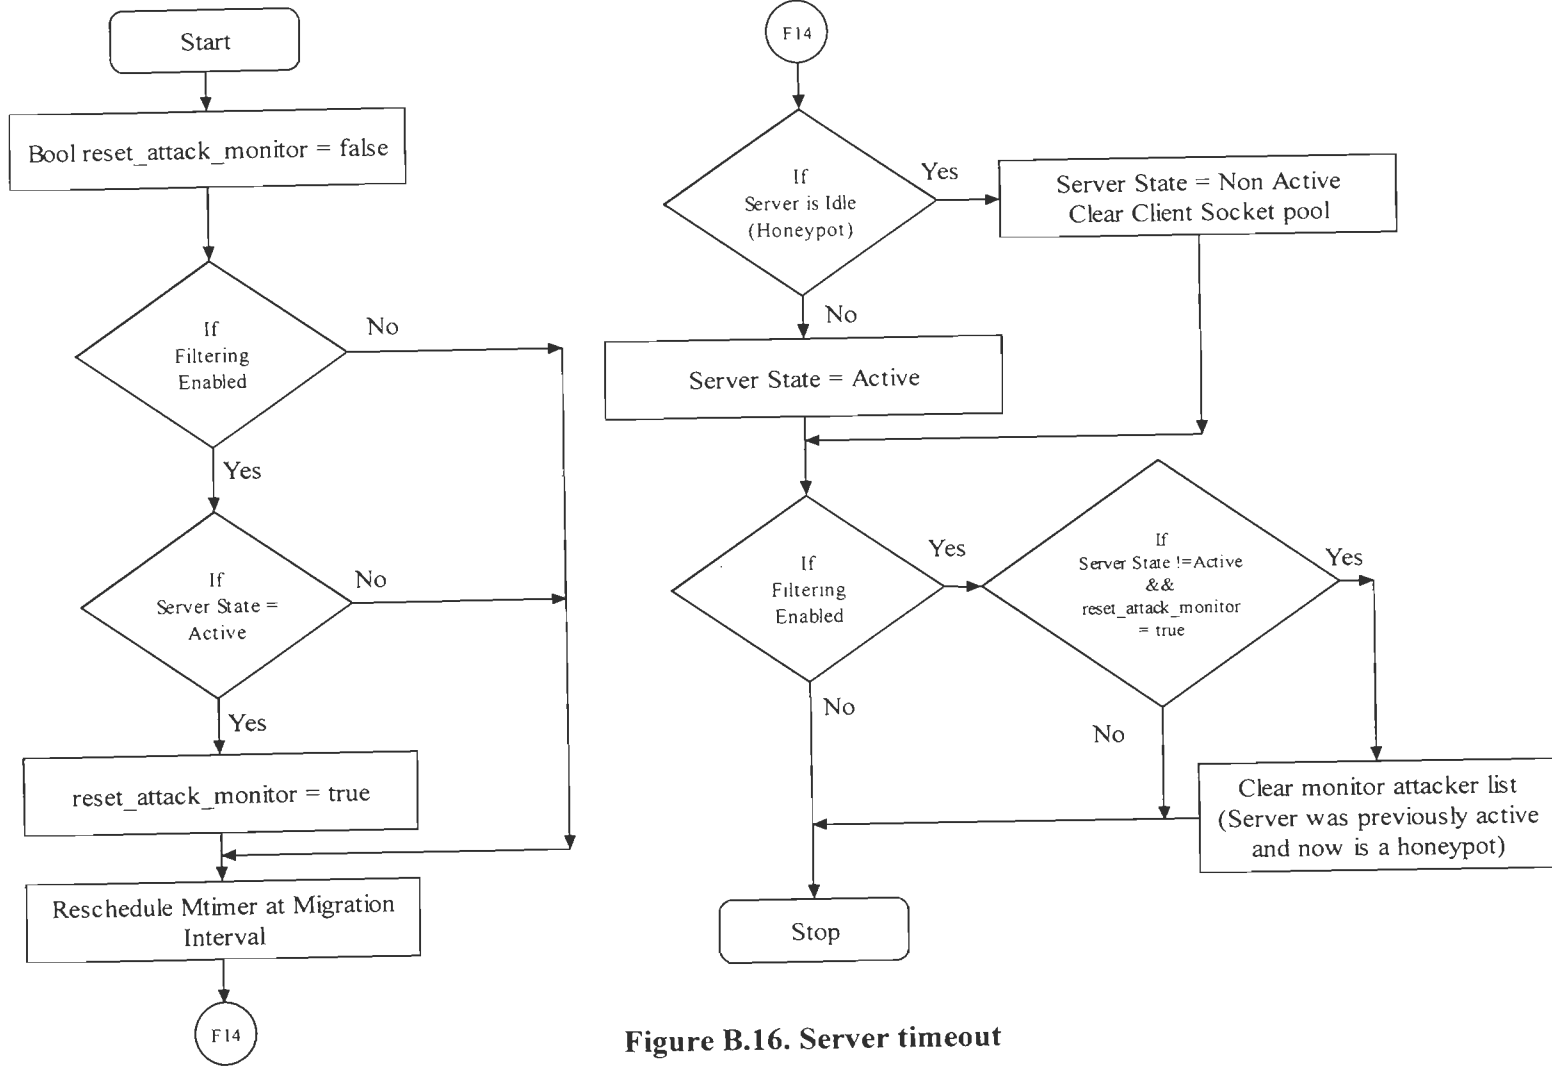 Start
Bool reset_attack_monitor = false
If
Filtering
Enabled
No
Yes
If
Server State =
Active
No
Yes
reset_attack_monitor = true
Reschedule Mtimer at Migration
Interval
F14
F14
If
Server is Idle
(Honeypot)
Yes
Server State = Non Active
Clear Client Socket pool
No
Server State = Active
If
Filtering
Enabled
Yes
If
Server State !=Active
&&
reset_attack_monitor
= true
Yes
No
No
Clear monitor attacker list
(Server was previously active
and now is a honeypot)
Stop
Figure B.16. Server timeout